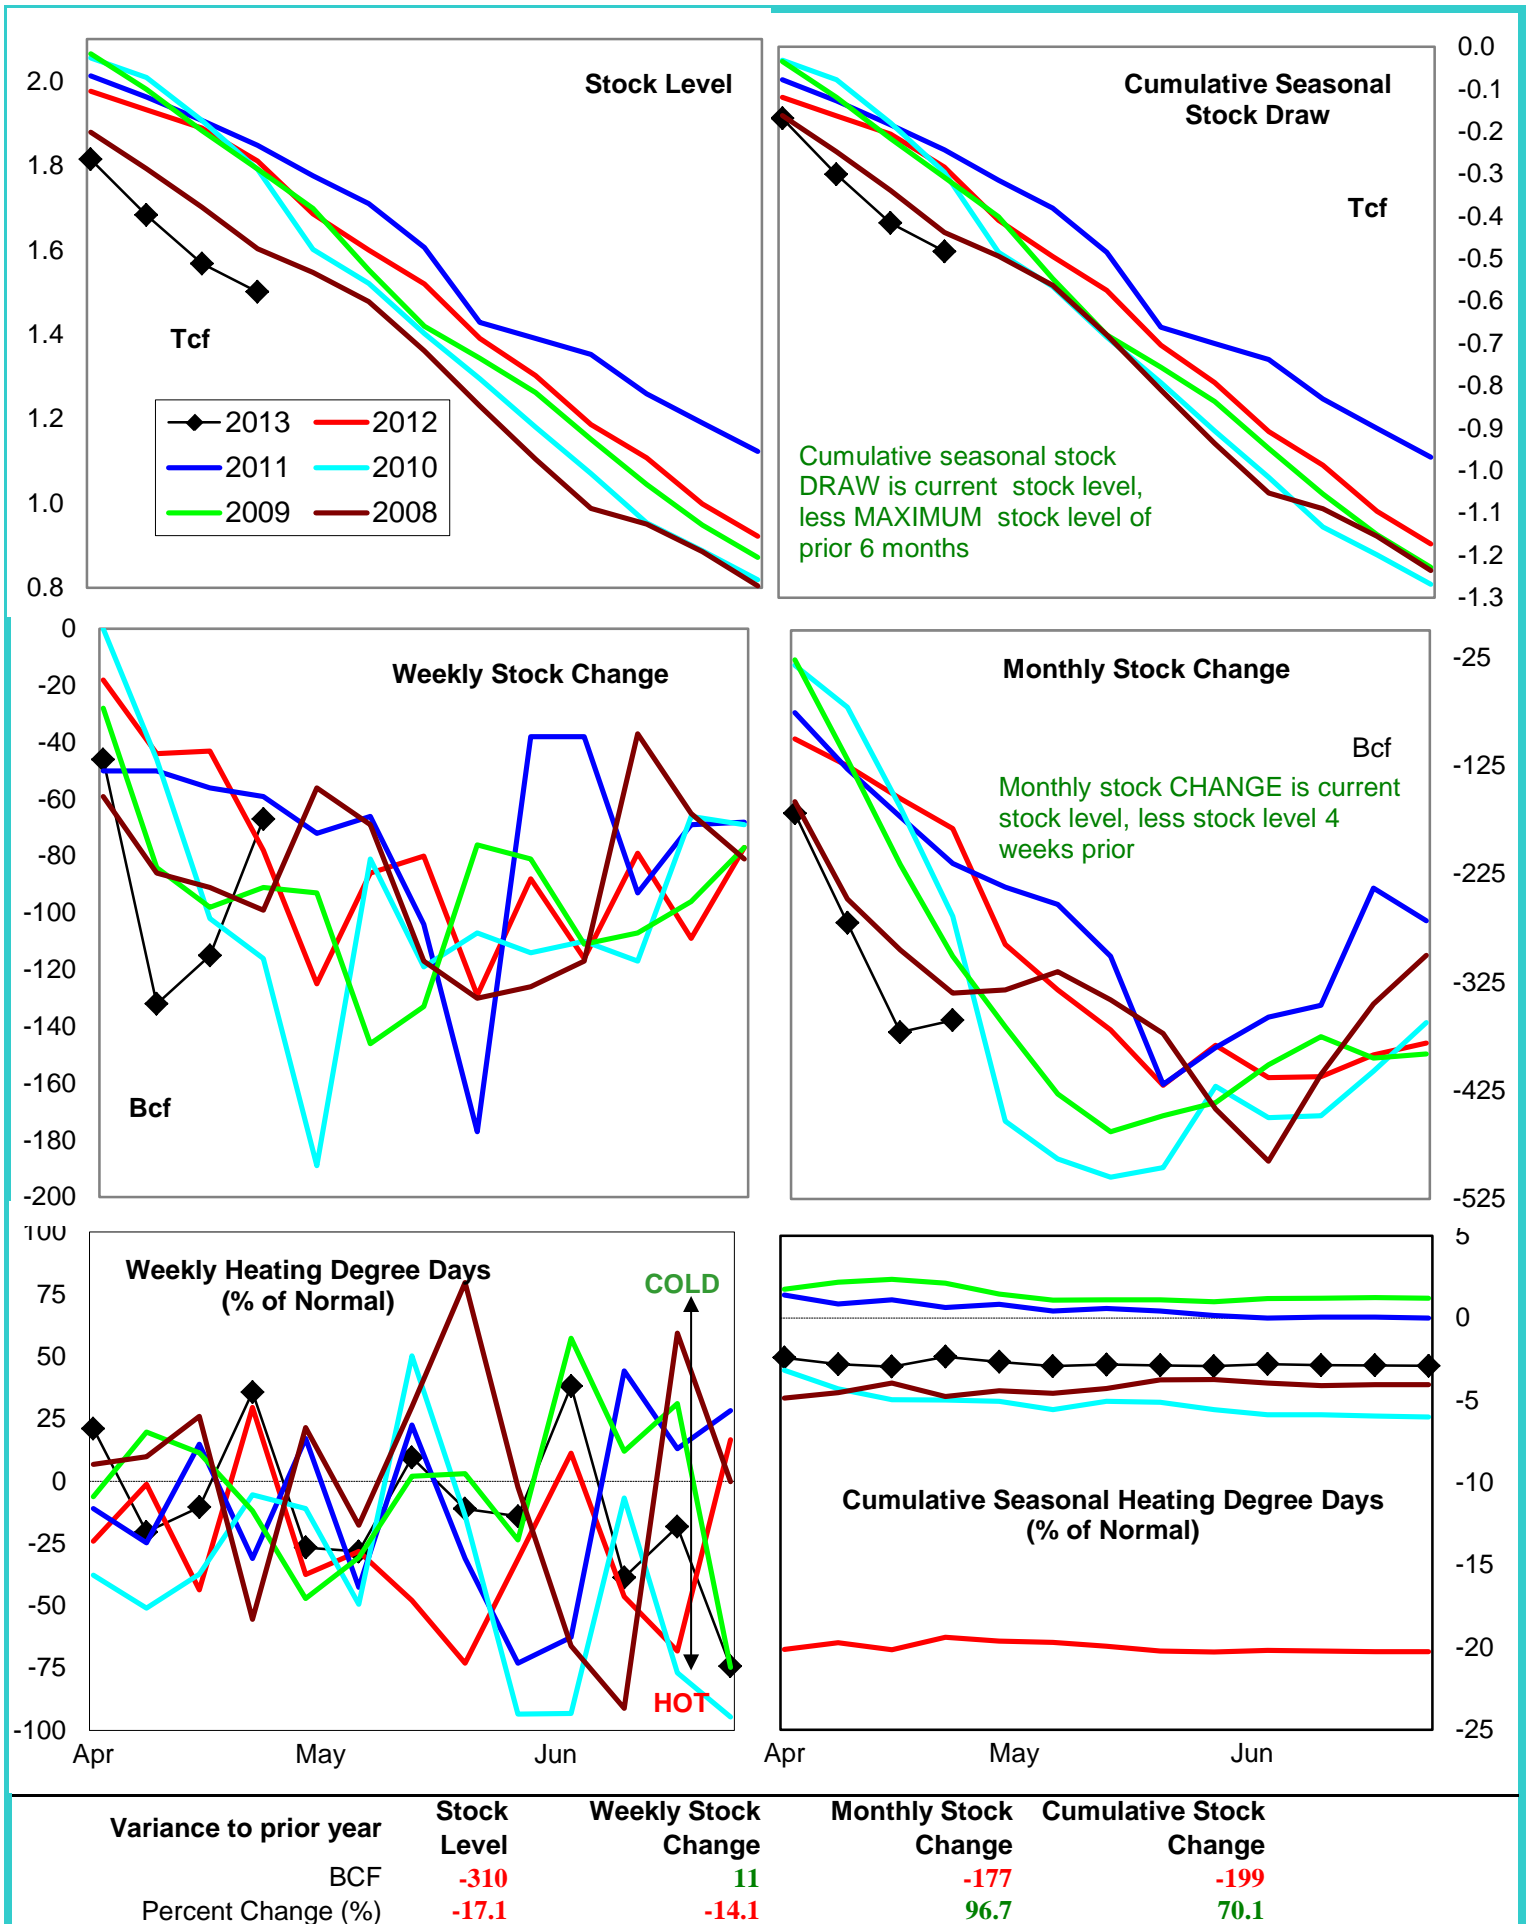 Stock Level
2.0
1.8
1.6
1.4
1.2
1.0
0.8
Tcf
2013
2012
2011
2010
2009
2008
Cumulative Seasonal
Stock Draw
Tcf
0.0
-0.1
-0.2
-0.3
-0.4
-0.5
-0.6
-0.7
-0.8
-0.9
-1.0
-1.1
-1.2
-1.3
Cumulative seasonal stock
DRAW is current stock level,
less MAXIMUM stock level of
prior 6 months
Weekly Stock Change
0
-20
-40
-60
-80
-100
-120
-140
-160
-180
-200
Bcf
Monthly Stock Change
Bcf
Monthly stock CHANGE is current
stock level, less stock level 4
weeks prior
-25
-125
-225
-325
-425
-525
Weekly Heating Degree Days
(% of Normal)
COLD
HOT
100
75
50
25
0
-25
-50
-75
-100
Apr
May
Jun
Cumulative Seasonal Heating Degree Days
(% of Normal)
5
0
-5
-10
-15
-20
-25
Apr
May
Jun
Variance to prior year
Stock
Level
Weekly Stock
Change
Monthly Stock
Change
Cumulative Stock
Change
BCF -310 11 -177 -199
Percent Change (%) -17.1 -14.1 96.7 70.1